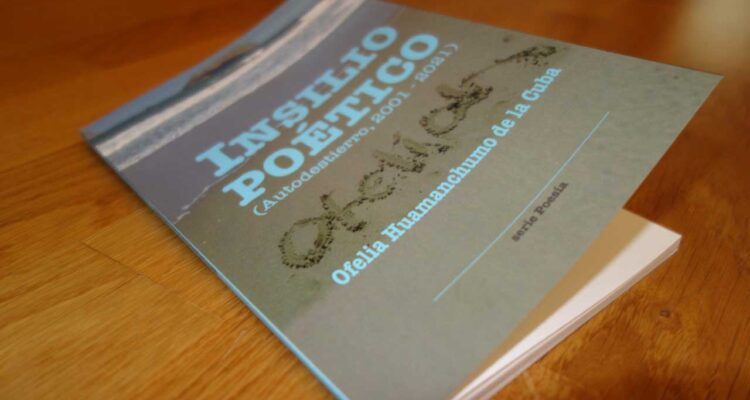 INSILIO
POÉTICO
(Autodestierro, 2001 - 2021)
Ofelia
Ofelia Huamanchumo de la Cuba
serie Poesía